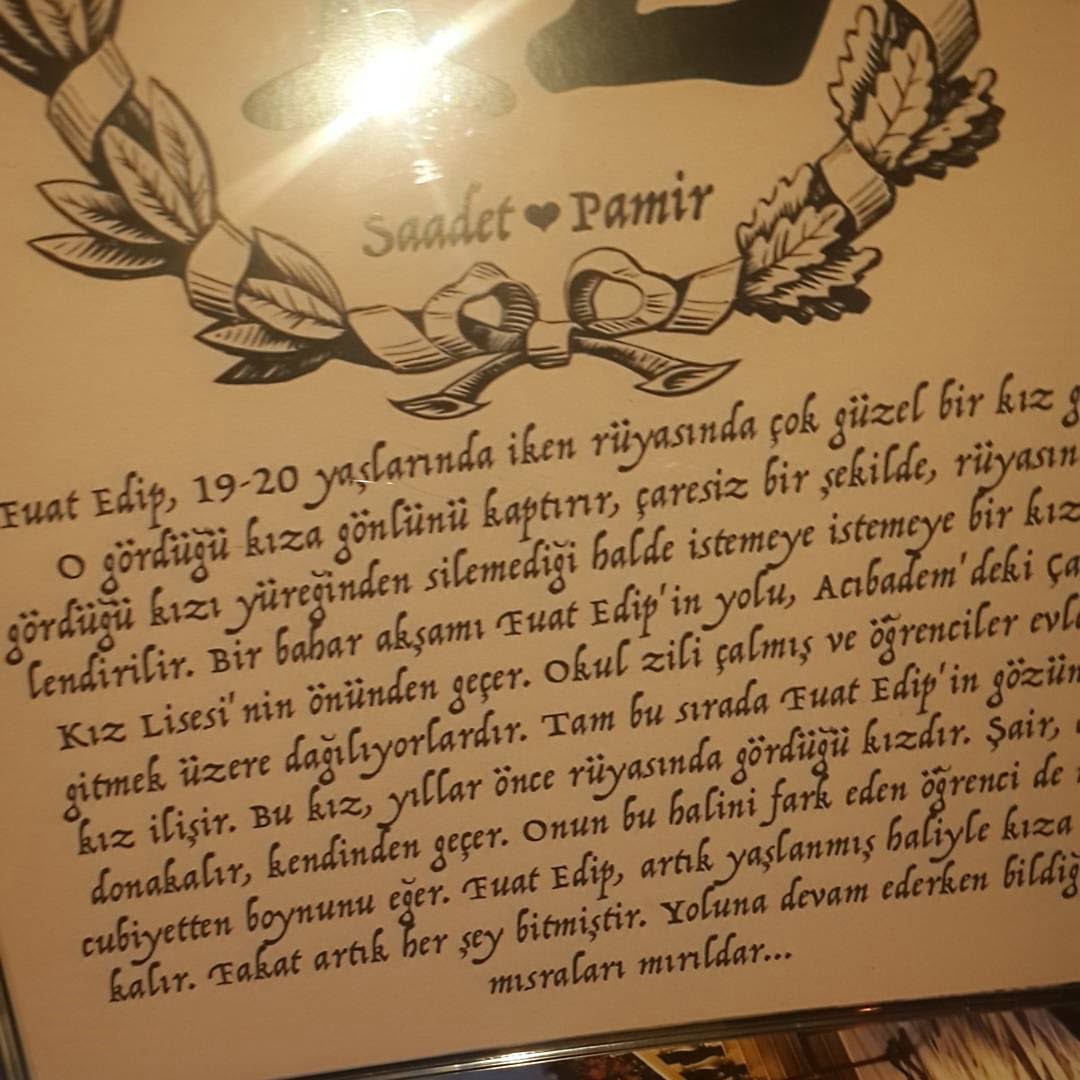 Saadet ❤ Pamir
Fuat Edip, 19-20 yaşlarında iken rüyasında çok güzel bir kız
O gördüğü kıza gönlünü kaptırır, çaresiz bir şekilde,
gördüğü kızı yüreğinden silemediği halde istemeye istemeye bir kız
lendirilir. Bir bahar akşamı Fuat Edip'in yolu, Acıbadem'deki
Kız Lisesi'nin önünden geçer. Okul zili çalmış ve öğrenciler
gitmek üzere dağılıyorlardır. Tam bu sırada Fuat Edip'in
kız ilişir. Bu kız, yıllar önce rüyasında gördüğü kızdır. Şair,
donakalır, kendinden geçer. Onun bu halini fark eden öğrenci de
cubiyetten boynunu eğer. Fuat Edip, artık yaşlanmış haliyle kıza
kalır. Fakat artık her şey bitmiştir. Yoluna devam ederken
mısraları mırıldar...